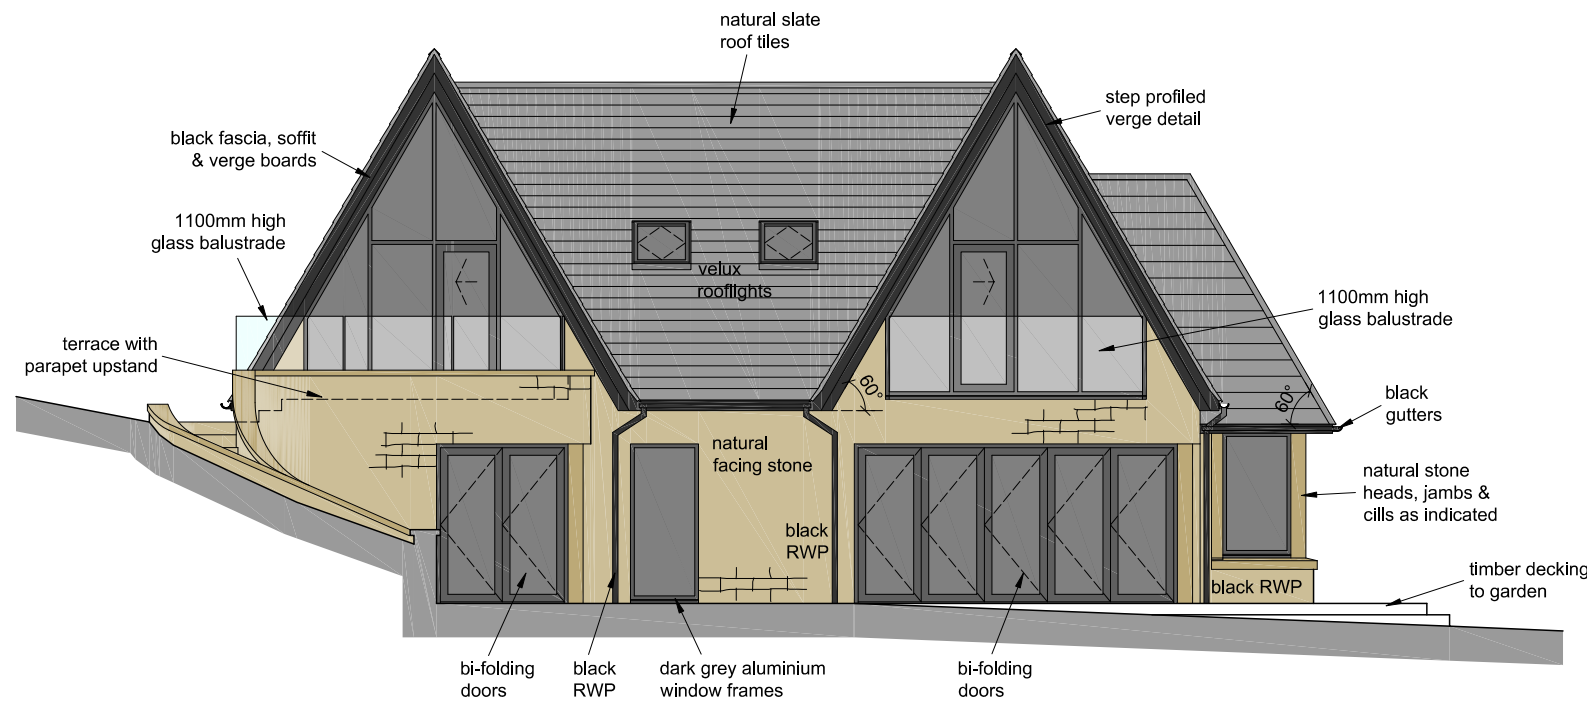 natural slate
roof tiles
step profiled
verge detail
black fascia, soffit
& verge boards
1100mm high
glass balustrade
velux
rooflights
1100mm high
glass balustrade
terrace with
parapet upstand
60°
60°
black
gutters
natural
facing stone
natural stone
heads, jambs &
cills as indicated
black
RWP
timber decking
to garden
black RWP
bi-folding
doors
black
RWP
dark grey aluminium
window frames
bi-folding
doors